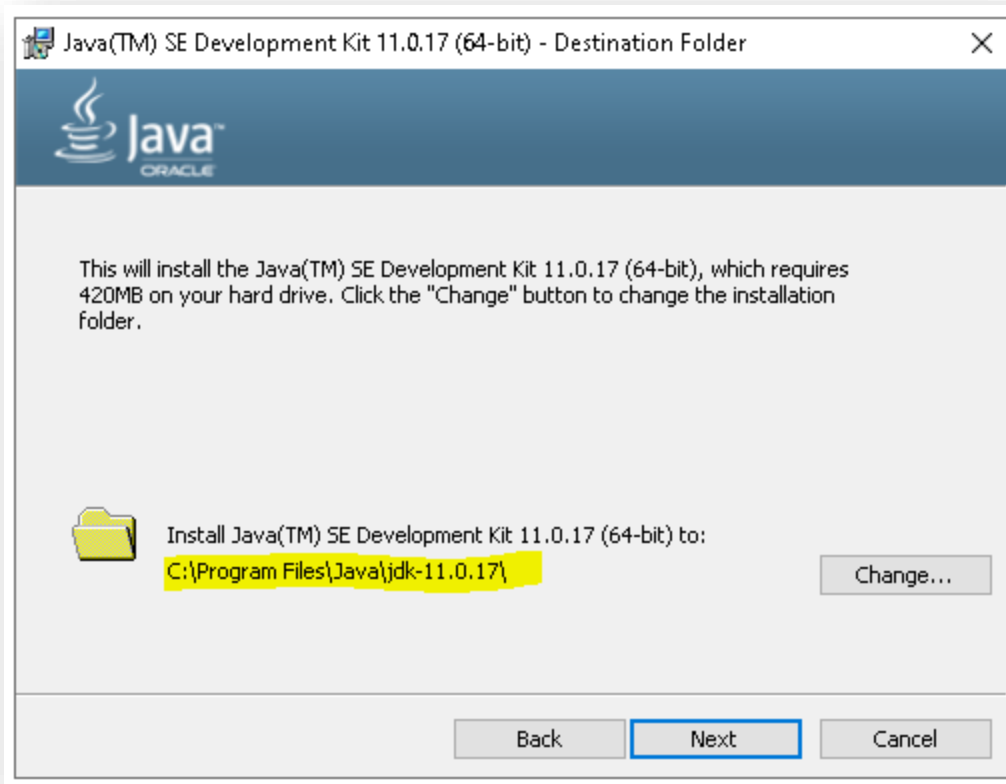 Java(TM) SE Development Kit 11.0.17 (64-bit) - Destination Folder
Java™
ORACLE
This will install the Java(TM) SE Development Kit 11.0.17 (64-bit), which requires
420MB on your hard drive. Click the "Change" button to change the installation
folder.
Install Java(TM) SE Development Kit 11.0.17 (64-bit) to:
C:\Program Files\Java\jdk-11.0.17\
Change...
Back
Next
Cancel